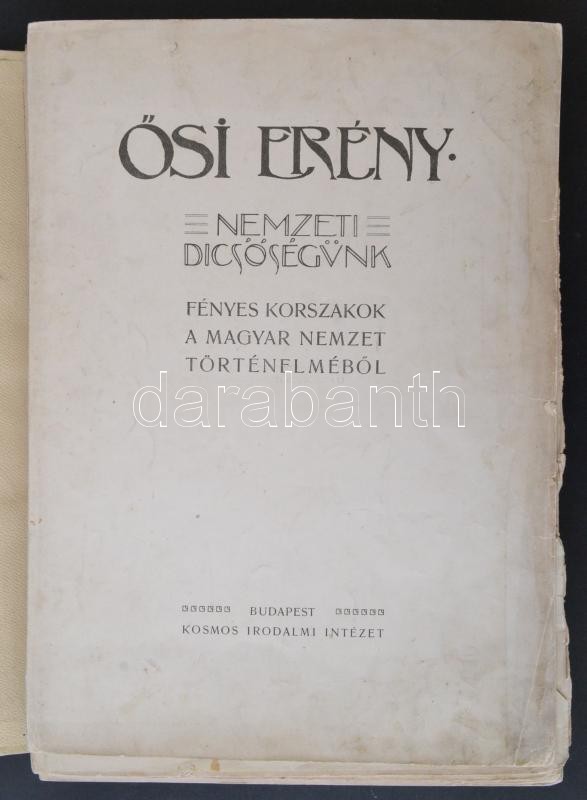 ŐSI ERÉNY.
NEMZETI
DICSŐSÉGÜNK
FÉNYES KORSZAKOK
A MAGYAR NEMZET
TÖRTÉNELMÉBŐL
darabanth
BUDAPEST
KOSMOS IRODALMI INTÉZET